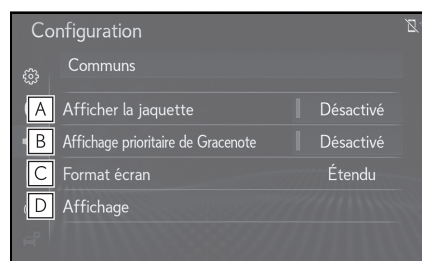 Configuration
Communs
A Afficher la jaquette Désactivé
B Affichage prioritaire de Gracenote Désactivé
C Format écran Étendu
D Affichage